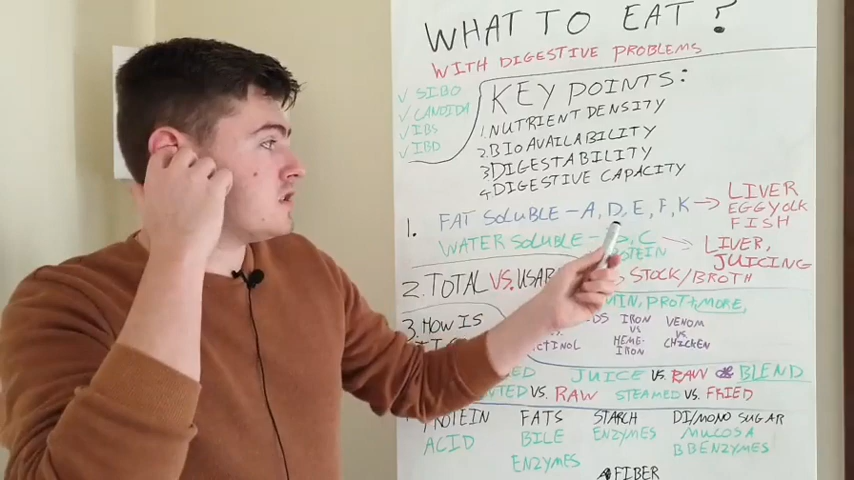 WHAT TO EAT?
WITH DIGESTIVE PROBLEMS
✓ SIBO
✓ CANDIDA
✓ IBS
✓ IBD
KEY POINTS:
1. NUTRIENT DENSITY
2. BIOAVAILABILITY
3 DIGESTABILITY
4 DIGESTIVE CAPACITY
1. FAT SOLUBLE - A, D, E, F, K → LIVER
EGG YOLK
FISH
WATER SOLUBLE - C → LIVER,
JUICING
STOCK/BROTH
2. TOTAL VS.
PROT + MORE
3. HOW IS
IRON
VS
HEME-
IRON
VENOM
VS.
CHICKEN
JUICE VS. RAW BLEND
VS. RAW STEAMED VS. FRIED
PROTEIN
ACID
FATS
BILE
ENZYMES
STARCH
ENZYMES
DI/MONO SUGAR
MUCOSA
BB ENZYMES
FIBER